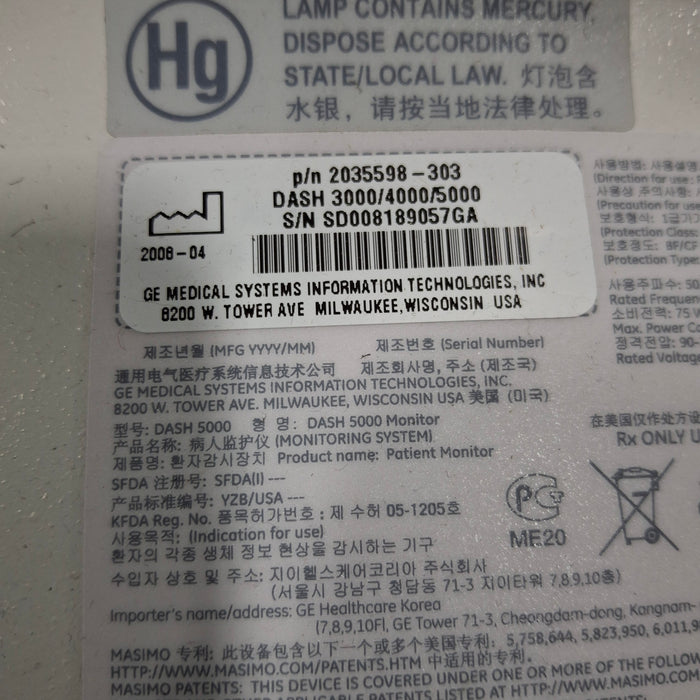 Hg
LAMP CONTAINS MERCURY,
DISPOSE ACCORDING TO
STATE/LOCAL LAW. 灯泡含
水银，请按当地法律处理。
p/n 2035598-303
DASH 3000/4000/5000
S/N SD008189057GA
2008-04
GE MEDICAL SYSTEMS INFORMATION TECHNOLOGIES, INC
8200 W. TOWER AVE MILWAUKEE, WISCONSIN USA
사용방법: 사용설명
(Direction for use:
사용상 주의사항:
(Precaution for use
보호형식: 1급기기
(Protection Class:
보호정도: BF/CF
(Protection Type:
사용주파수: 50
Rated Frequen
소비전력: 75
Max. Power Co
정격전압: 90-
Rated Voltage
제조년월 (MFG YYYY/MM) 제조번호 (Serial Number)
通用电气医疗系统信息技术公司 제조회사명, 주소 (제조국)
GE MEDICAL SYSTEMS INFORMATION TECHNOLOGIES, INC.
8200 W. TOWER AVE. MILWAUKEE, WISCONSIN USA 美国 (미국)
型号: DASH 5000 형 명: DASH 5000 Monitor
产品名称: 病人监护仪 (MONITORING SYSTEM)
제품명: 환자감시장치 Product name: Patient Monitor
SFDA 注册号: SFDA(I) ---
产品标准编号: YZB/USA ---
KFDA Reg. No. 품목허가번호 : 제 수허 05-1205호
사용목적: (Indication for use)
환자의 각종 생체 정보 현상을 감시하는 기구
在美国仅作处方设
Rx ONLY U
ME20
수입자 상호 및 주소: 지이헬스케어코리아 주식회사
(서울시 강남구 청담동 71-3 지이타워 7,8,9,10층)
Importer's name/address: GE Healthcare Korea
(7,8,9,10Fl, GE Tower 71-3, Cheongdam-dong, Kangnam-
MASIMO 专利: 此设备包含以下一个或多个美国专利: 5,758,644, 5,823,950, 6,011,9
HTTP://WWW.MASIMO.COM/PATENTS.HTM 中适用的专利.
MASIMO PATENTS: THIS DEVICE IS COVERED UNDER ONE OR MORE OF THE FOLLOW